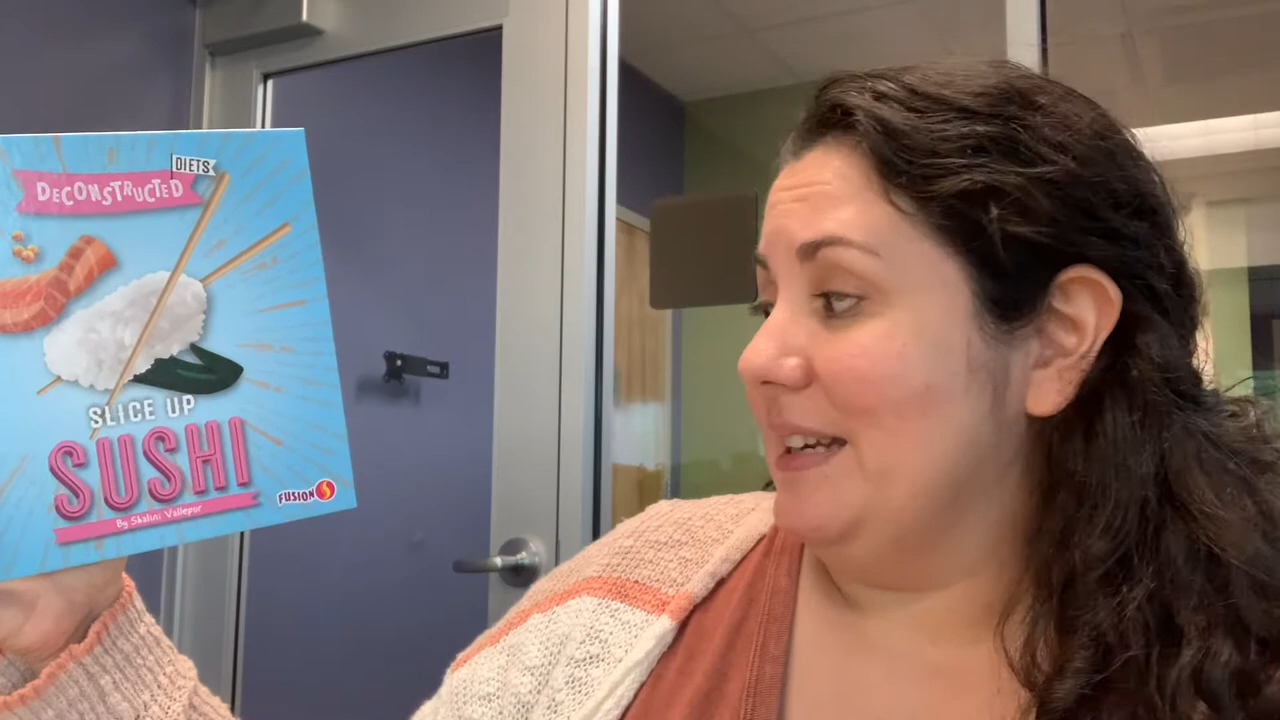 DIETS
DECONSTRUCTED
SLICE UP
SUSHI
By Shalini Vallepur
FUSION